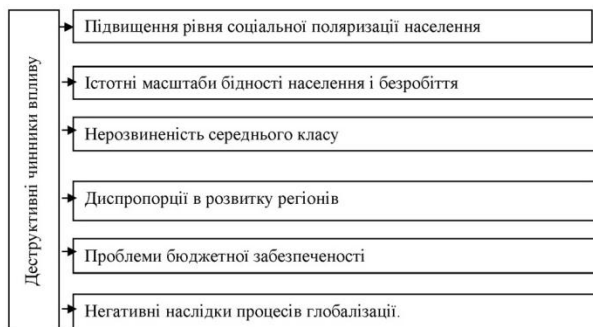 Деструктивні чинники впливу
Підвищення рівня соціальної поляризації населення
Істотні масштаби бідності населення і безробіття
Нерозвиненість середнього класу
Диспропорції в розвитку регіонів
Проблеми бюджетної забезпеченості
Негативні наслідки процесів глобалізації.